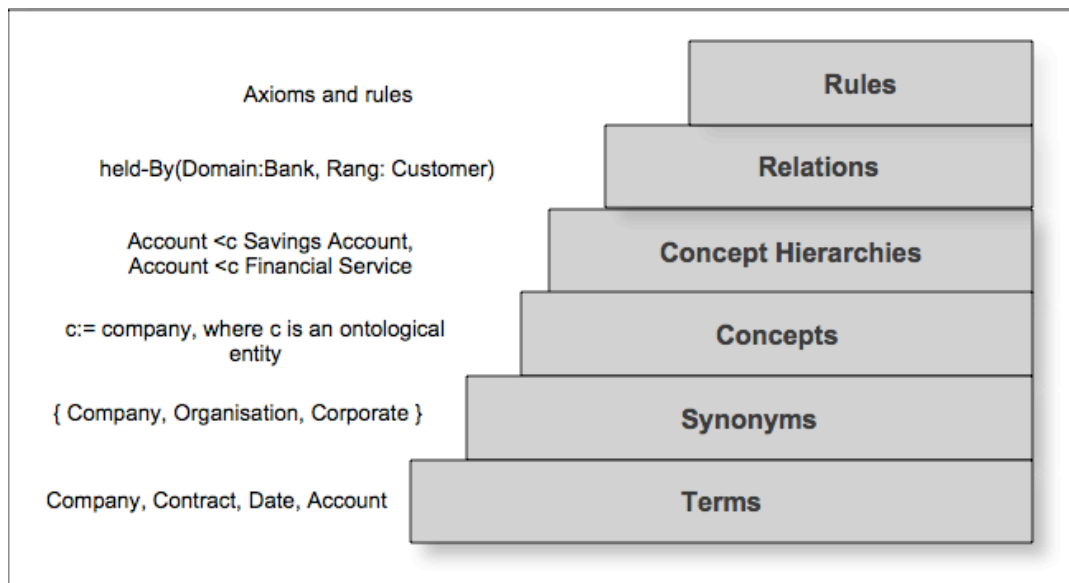 Axioms and rules
Rules
held-By(Domain:Bank, Rang: Customer)
Relations
Account <c Savings Account,
Account <c Financial Service
Concept Hierarchies
c:= company, where c is an ontological
entity
Concepts
{ Company, Organisation, Corporate }
Synonyms
Company, Contract, Date, Account
Terms